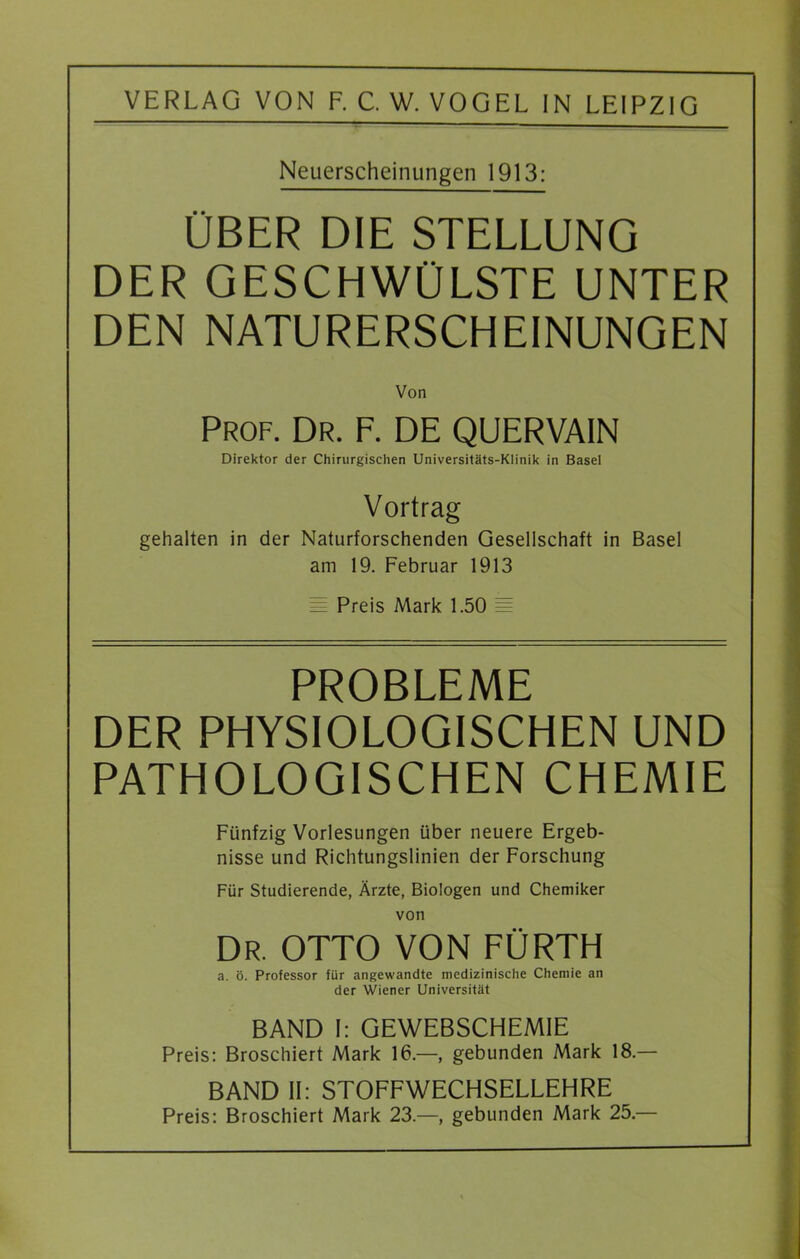 VERLAG VON F. C. W. VOGEL IN LEIPZIG
Neuerscheinungen 1913:
ÜBER DIE STELLUNG
DER GESCHWÜLSTE UNTER
DEN NATURERSCHEINUNGEN
Von
PROF. DR. F. DE QUERVAIN
Direktor der Chirurgischen Universitäts-Klinik in Basel
Vortrag
gehalten in der Naturforschenden Gesellschaft in Basel
am 19. Februar 1913
Preis Mark 1.50
PROBLEME
DER PHYSIOLOGISCHEN UND
PATHOLOGISCHEN CHEMIE
Fünfzig Vorlesungen über neuere Ergeb-
nisse und Richtungslinien der Forschung
Für Studierende, Ärzte, Biologen und Chemiker
von
DR. OTTO VON FÜRTH
a. ö. Professor für angewandte medizinische Chemie an
der Wiener Universität
BAND I: GEWEBSCHEMIE
Preis: Broschiert Mark 16.—, gebunden Mark 18.—
BAND II: STOFFWECHSELLEHRE
Preis: Broschiert Mark 23.—, gebunden Mark 25.—